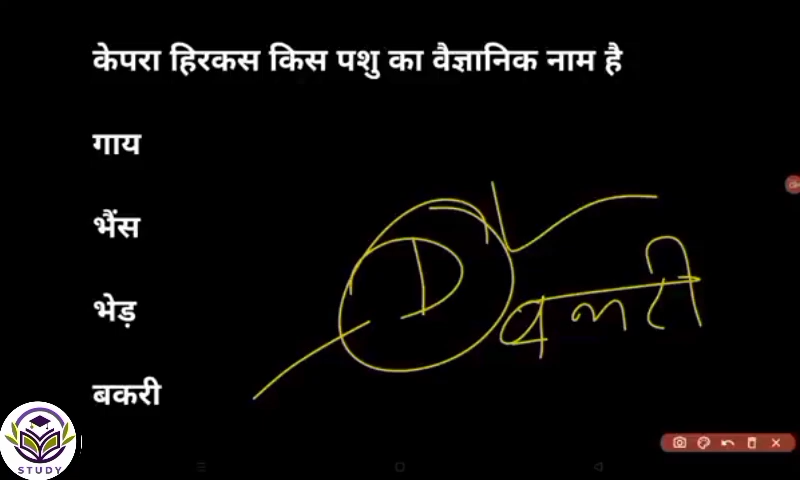 केपरा हिरकस किस पशु का वैज्ञानिक नाम है
गाय
भैंस
भेड़
बकरी
D
बकरी
STUDY